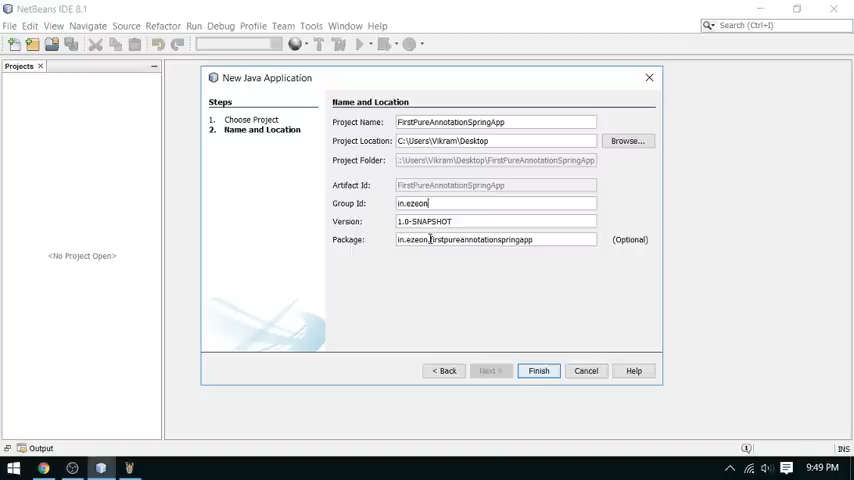 NetBeans IDE 8.1
File Edit View Navigate Source Refactor Run Debug Profile Team Tools Window Help
Search (Ctrl+I)
Projects
<No Project Open>
New Java Application
Steps
1. Choose Project
2. Name and Location
Name and Location
Project Name: FirstPureAnnotationSpringApp
Project Location: C:\Users\Vikram\Desktop Browse...
Project Folder: :\Users\Vikram\Desktop\FirstPureAnnotationSpringApp
Artifact Id: FirstPureAnnotationSpringApp
Group Id: in.ezeon
Version: 1.0-SNAPSHOT
Package: in.ezeon.firstpureannotationspringapp (Optional)
< Back Next > Finish Cancel Help
Output
1 INS
9:49 PM